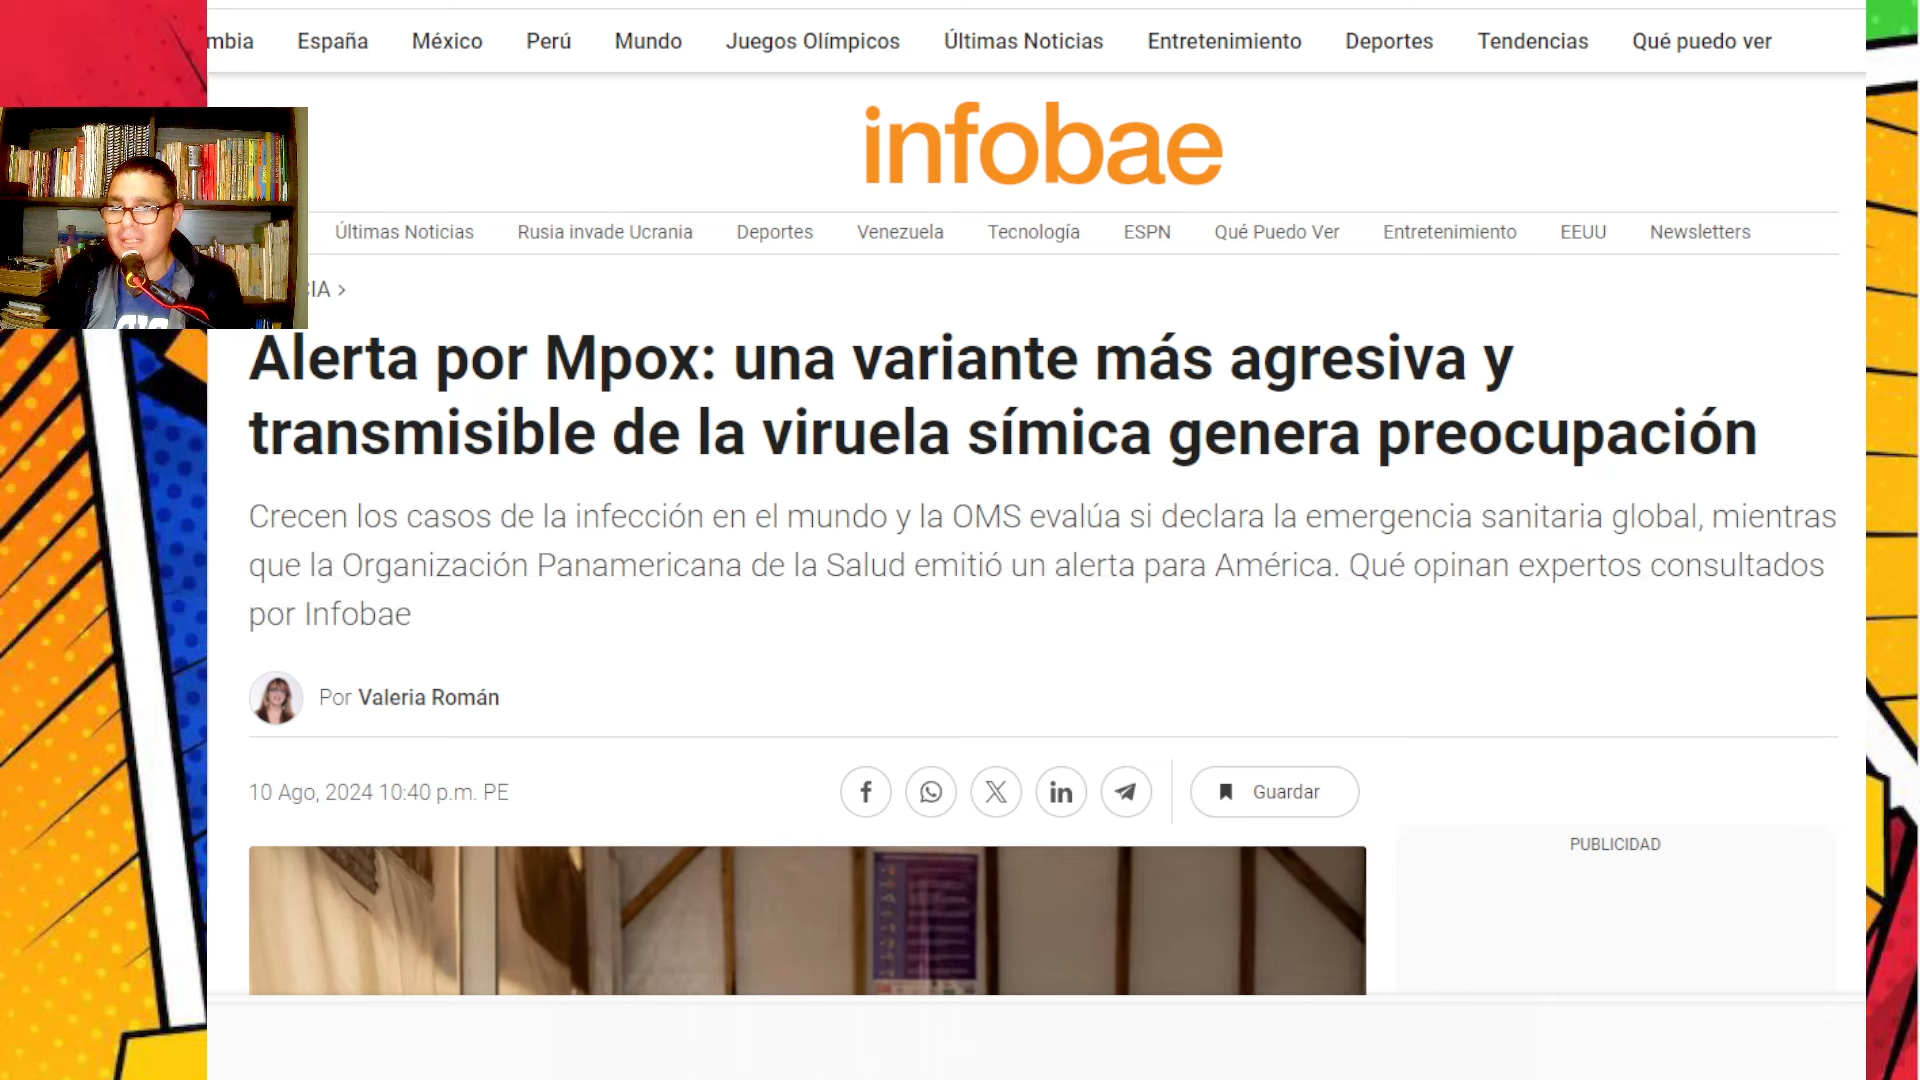 España México Perú Mundo Juegos Olímpicos Últimas Noticias Entretenimiento Deportes Tendencias Qué puedo ver
infobae
Últimas Noticias Rusia invade Ucrania Deportes Venezuela Tecnología ESPN Qué Puedo Ver Entretenimiento EEUU Newsletters
Alerta por Mpox: una variante más agresiva y
transmisible de la viruela símica genera preocupación
Crecen los casos de la infección en el mundo y la OMS evalúa si declara la emergencia sanitaria global, mientras
que la Organización Panamericana de la Salud emitió un alerta para América. Qué opinan expertos consultados
por Infobae
Por Valeria Román
10 Ago, 2024 10:40 p.m. PE
Guardar
PUBLICIDAD